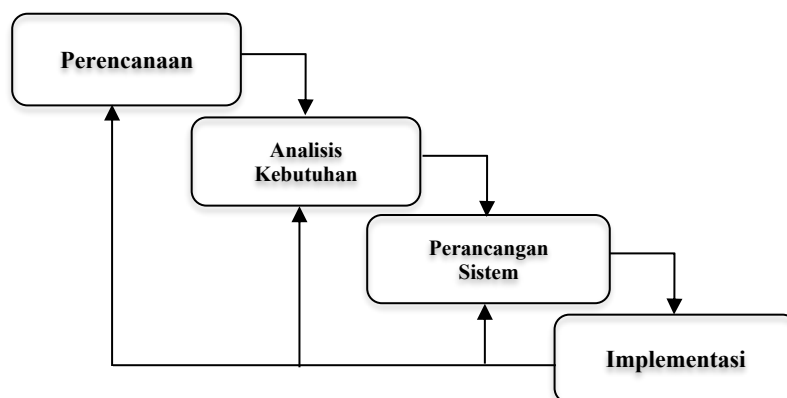 Perencanaan
Analisis
Kebutuhan
Perancangan
Sistem
Implementasi